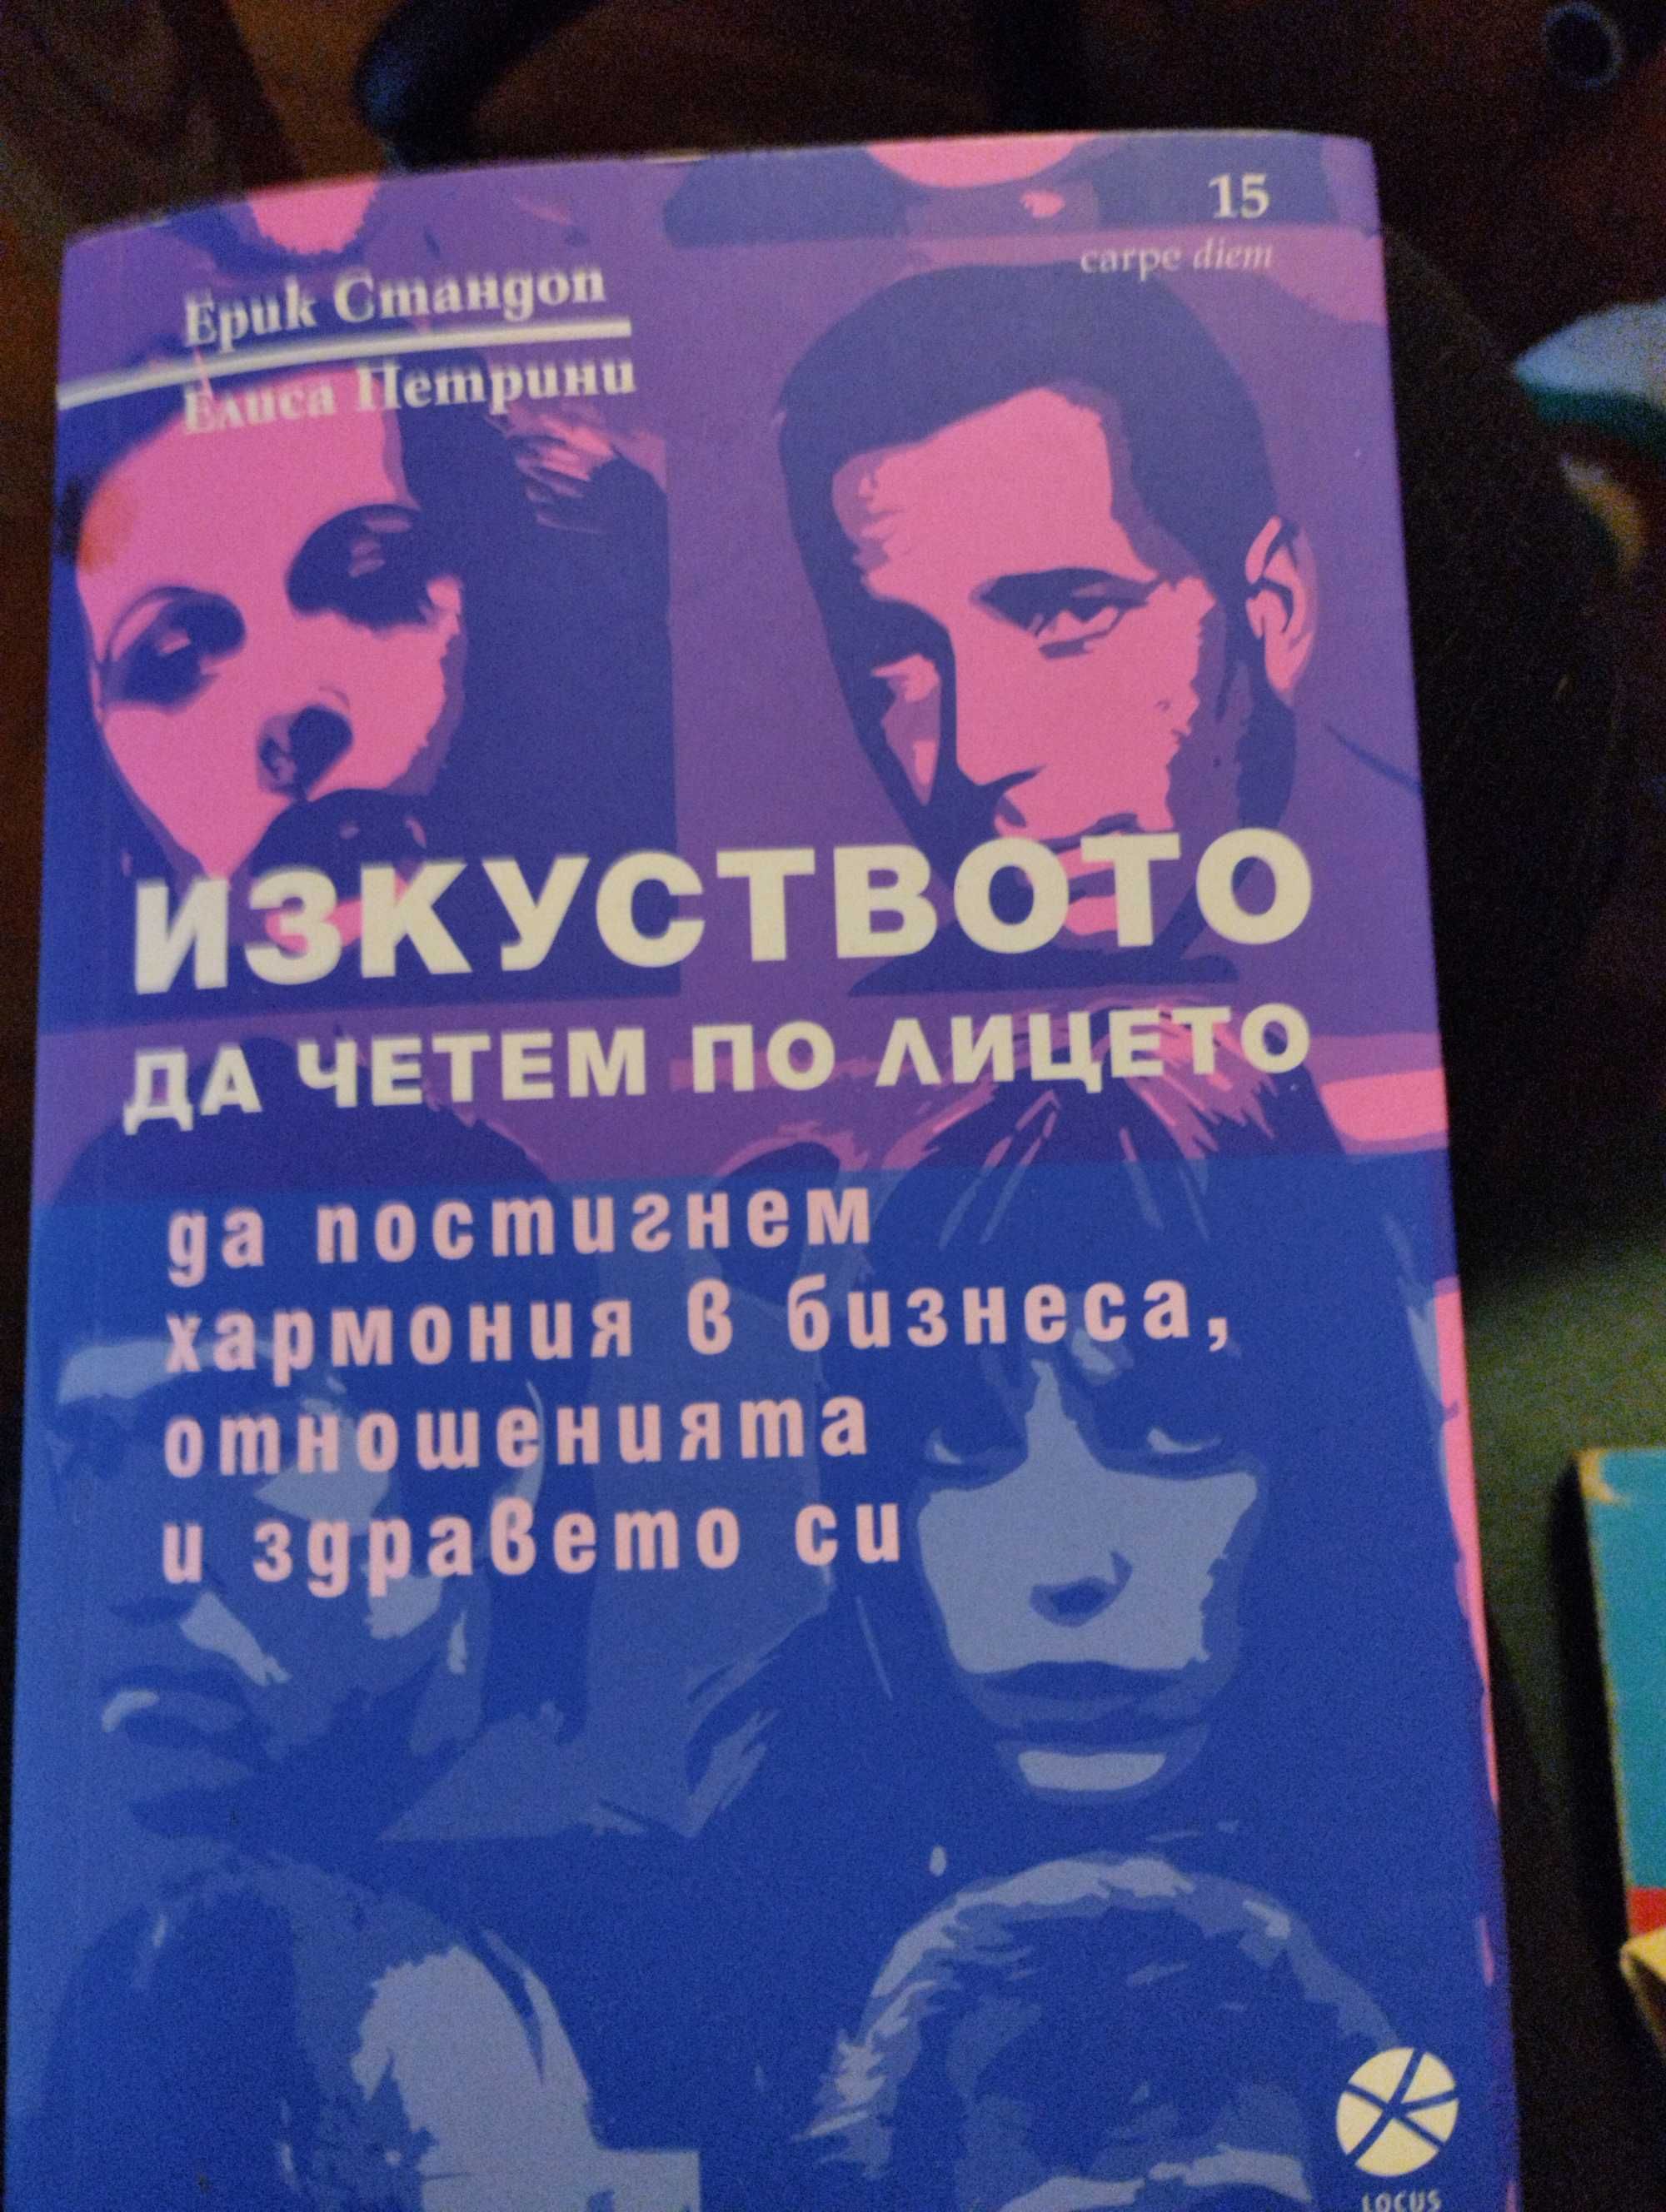 15
carpe diem
Ерик Стандоп
Елиса Петрини
ИЗКУСТВОТО
ДА ЧЕТЕМ ПО ЛИЦЕТО
да постигнем
хармония в бизнеса,
отношенията
и здравето си
LOCUS